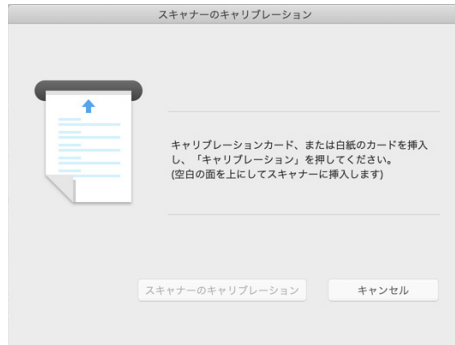 スキャナーのキャリブレーション
キャリブレーションカード、または白紙のカードを挿入
し、「キャリブレーション」を押してください。
(空白の面を上にしてスキャナーに挿入します)
スキャナーのキャリブレーション
キャンセル